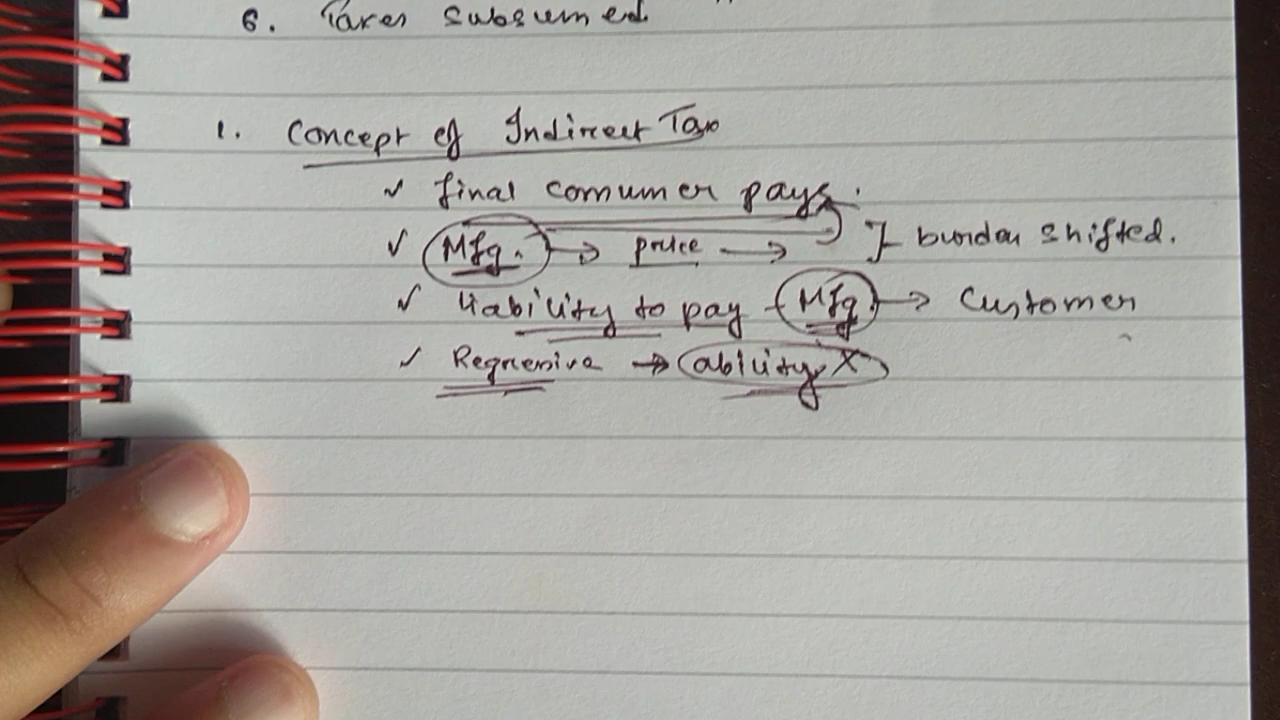 6. Taxes subsumed
1. Concept of Indirect Tax
✓ final consumer pays.
✓ Mfg. → price → } burden shifted.
✓ liability to pay - Mfg. → Customer
✓ Regressive → ability X